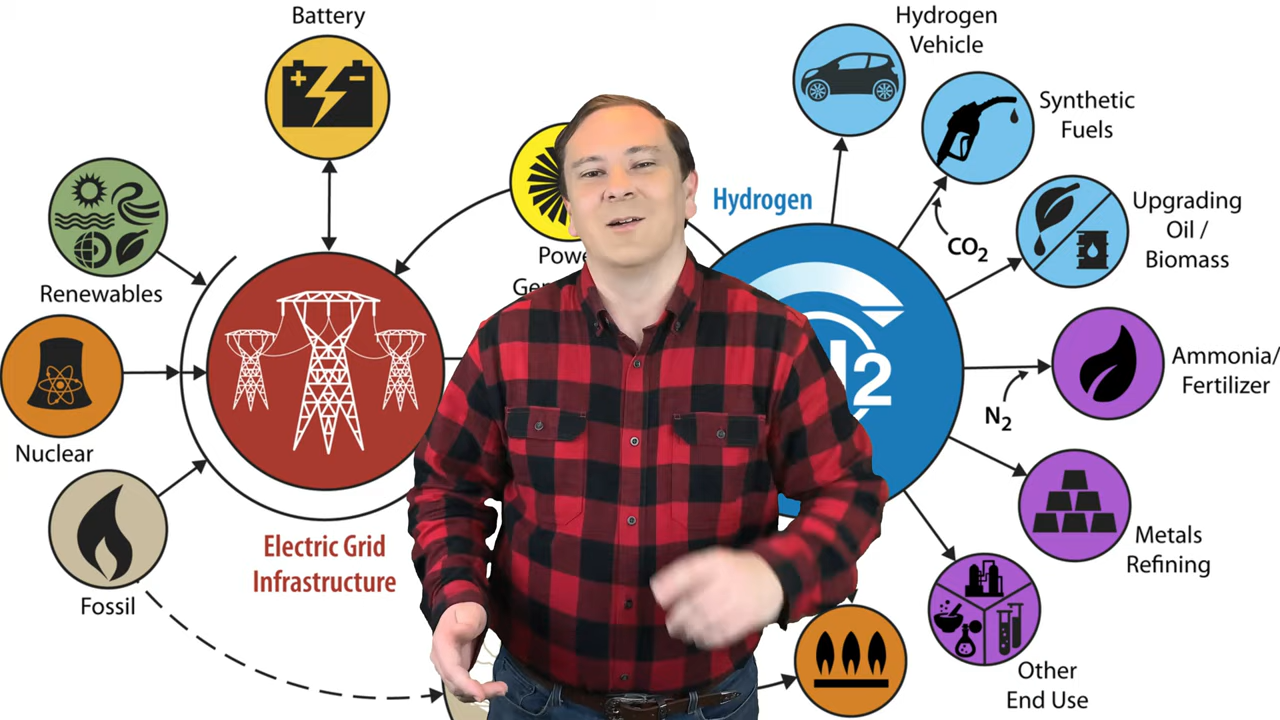 Battery
Hydrogen
Vehicle
Synthetic
Fuels
Hydrogen
Upgrading
Oil /
Biomass
CO2
Renewables
Ammonia/
Fertilizer
N2
Nuclear
Electric Grid
Infrastructure
Metals
Refining
Fossil
Other
End Use